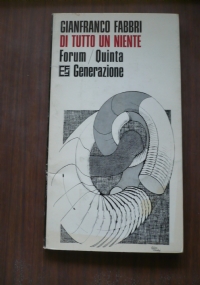 GIANFRANCO FABBRI
DI TUTTO UN NIENTE
Forum / Quinta
Generazione